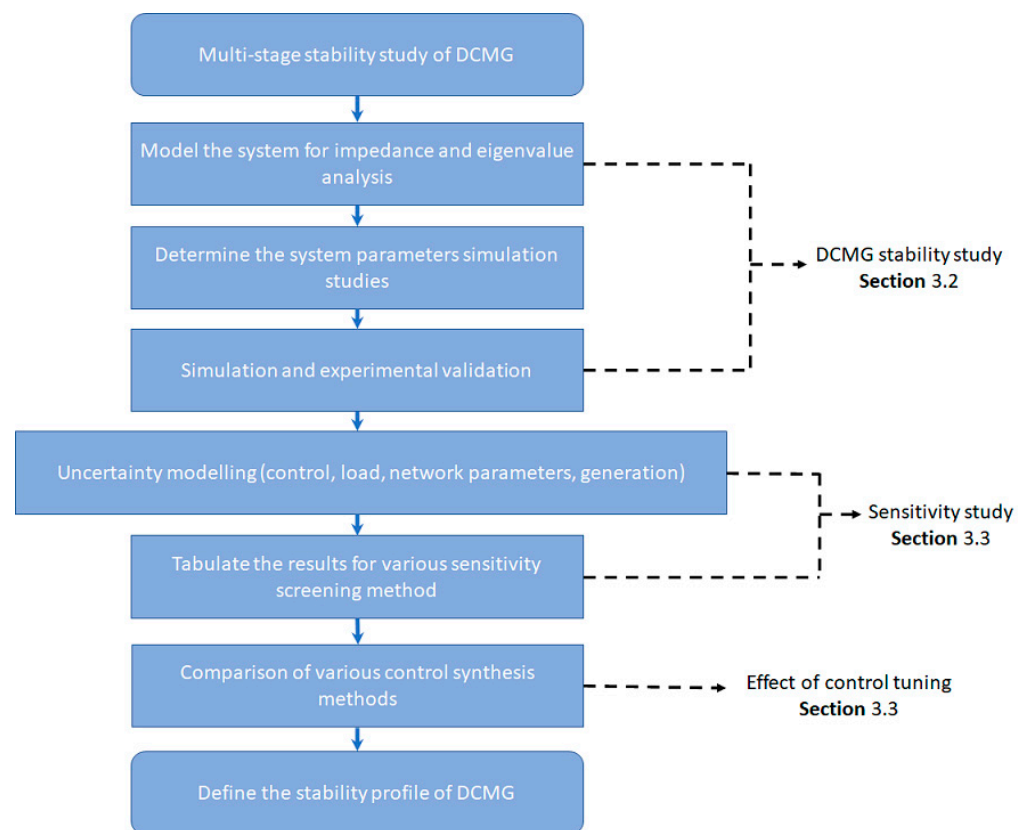 Multi-stage stability study of DCMG
Model the system for impedance and eigenvalue
analysis
Determine the system parameters simulation
studies
DCMG stability study
Section 3.2
Simulation and experimental validation
Uncertainty modelling (control, load, network parameters, generation)
Sensitivity study
Section 3.3
Tabulate the results for various sensitivity
screening method
Comparison of various control synthesis
methods
Effect of control tuning
Section 3.3
Define the stability profile of DCMG